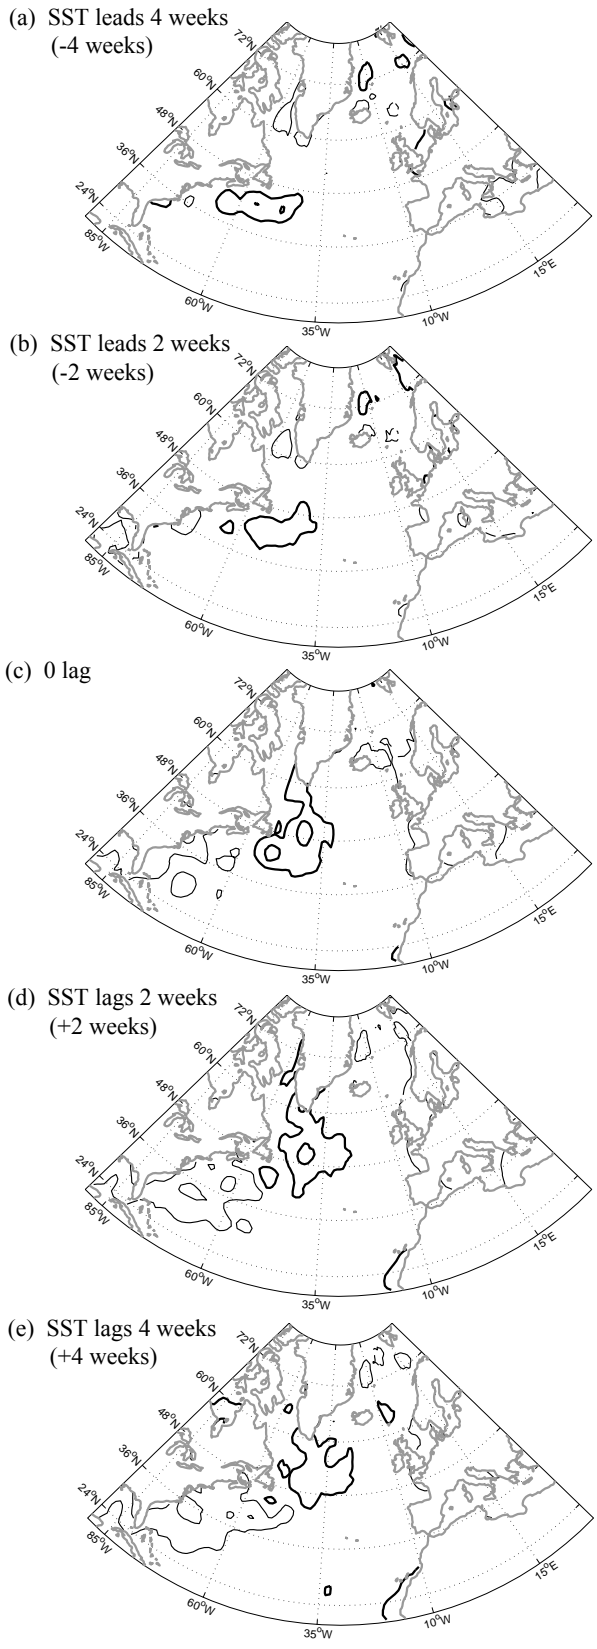 (a) SST leads 4 weeks
(-4 weeks)
72°N
60°N
48°N
36°N
24°N
85°W
60°W
35°W
10°W
15°E
(b) SST leads 2 weeks
(-2 weeks)
72°N
60°N
48°N
36°N
24°N
85°W
60°W
35°W
10°W
15°E
(c) 0 lag
72°N
60°N
48°N
36°N
24°N
85°W
60°W
35°W
10°W
15°E
(d) SST lags 2 weeks
(+2 weeks)
72°N
60°N
48°N
36°N
24°N
85°W
60°W
35°W
10°W
15°E
(e) SST lags 4 weeks
(+4 weeks)
72°N
60°N
48°N
36°N
24°N
85°W
60°W
35°W
10°W
15°E